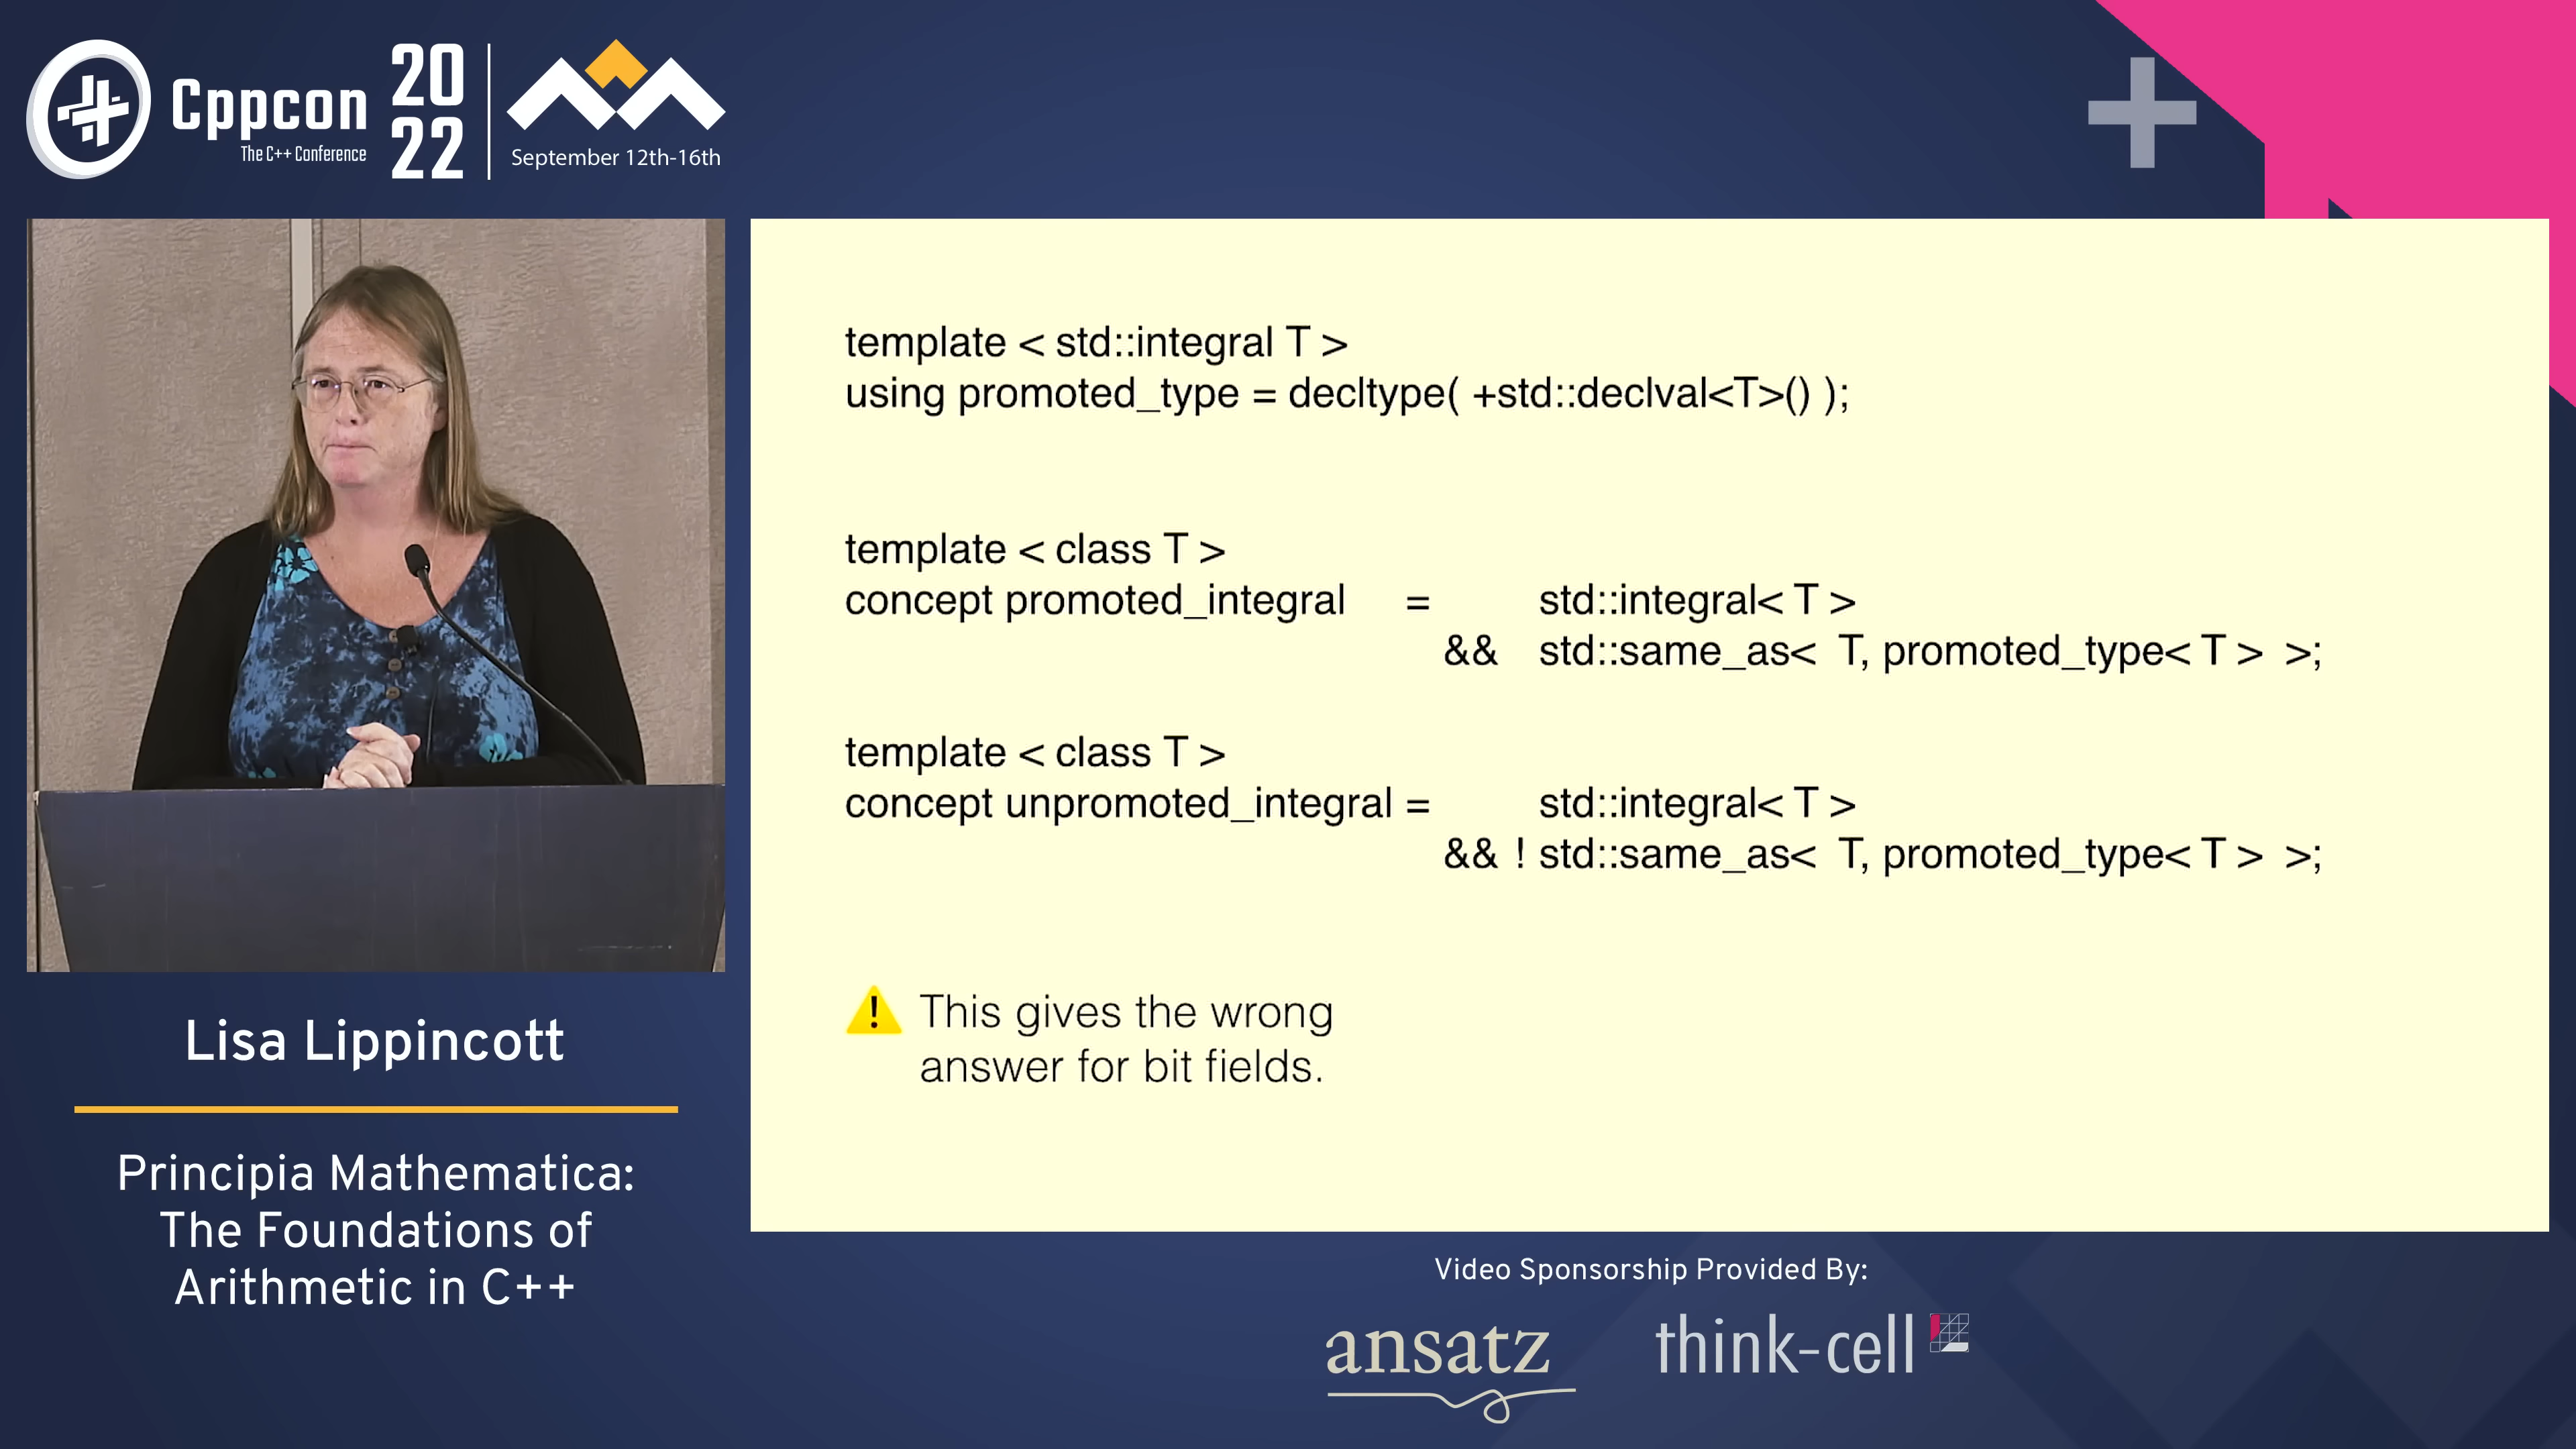 Cppcon
The C++ Conference
20
22
September 12th-16th
template < std::integral T >
using promoted_type = decltype( +std::declval<T>() );
template < class T >
concept promoted_integral = std::integral< T >
&& std::same_as< T, promoted_type< T > >;
template < class T >
concept unpromoted_integral = std::integral< T >
&& ! std::same_as< T, promoted_type< T > >;
This gives the wrong
answer for bit fields.
Lisa Lippincott
Principia Mathematica:
The Foundations of
Arithmetic in C++
Video Sponsorship Provided By:
ansatz
think-cell